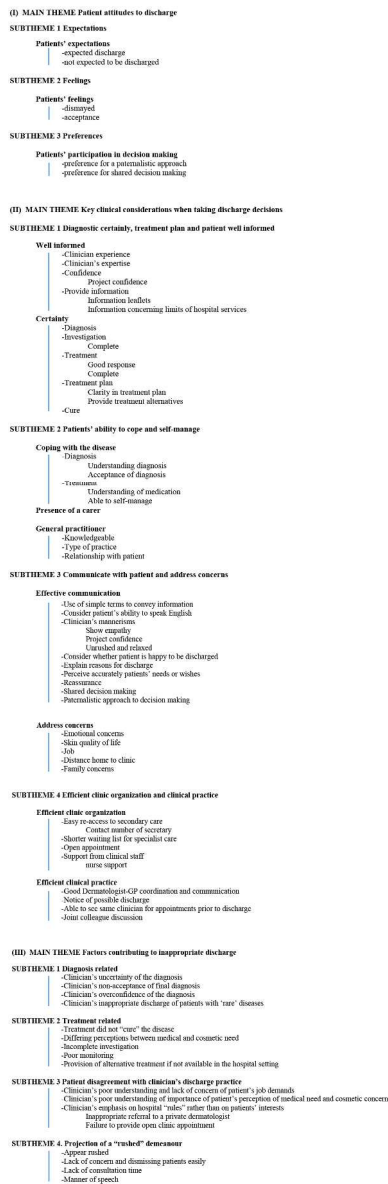 (I) MAIN THEME Patient attitudes to discharge
SUBTHEME 1 Expectations
Patients' expectations
-expected discharge
-not expected to be discharged
SUBTHEME 2 Feelings
Patients' feelings
-dismayed
-acceptance
SUBTHEME 3 Preferences
Patients' participation in decision making
-preference for a paternalistic approach
-preference for shared decision making
(II) MAIN THEME Key clinical considerations when taking discharge decisions
SUBTHEME 1 Diagnostic certainly, treatment plan and patient well informed
Well informed
-Clinician experience
-Clinician's expertise
-Confidence
Project confidence
-Provide information
Information leaflets
Information concerning limits of hospital services
Certainty
-Diagnosis
-Investigation
Complete
-Treatment
Good response
Complete
-Treatment plan
Clarity in treatment plan
Provide treatment alternatives
-Cure
SUBTHEME 2 Patients' ability to cope and self-manage
Coping with the disease
-Diagnosis
Understanding diagnosis
Acceptance of diagnosis
Understanding of medication
Able to self-manage
Presence of a carer
General practitioner
-Knowledgeable
-Type of practice
-Relationship with patient
SUBTHEME 3 Communicate with patient and address concerns
Effective communication
-Use of simple terms to convey information
-Consider patient's ability to speak English
-Clinician's mannerisms
Show empathy
Project confidence
Unrushed and relaxed
-Consider whether patient is happy to be discharged
-Explain reasons for discharge
-Perceive accurately patients' needs or wishes
-Reassurance
-Shared decision making
-Paternalistic approach to decision making
Address concerns
-Emotional concerns
-Skin quality of life
-Job
-Distance home to clinic
-Family concerns
SUBTHEME 4 Efficient organization and clinical practice
Efficient clinic organization
-Easy re-access to secondary care
Contact number of secretary
-Shorter waiting list for specialist care
-Open appointment
-Support from clinical staff
nurse support
Efficient clinical practice
-Good Dermatologist-GP coordination and communication
-Notice of possible discharge
-Able to see same clinician for appointments prior to discharge
-Joint colleague discussion
(III) MAIN THEME Factors contributing to inappropriate discharge
SUBTHEME 1 Diagnosis related
-Clinician's uncertainty of the diagnosis
-Clinician's non-acceptance of final diagnosis
-Clinician's overconfidence of the diagnosis
-Clinician's inappropriate discharge of patients with 'rare' diseases
SUBTHEME 2 Treatment related
-Treatment did not "cure" the disease
-Differing perceptions between medical and cosmetic need
-Incomplete investigation
-Poor monitoring
-Provision of alternative treatment if not available in the hospital setting
SUBTHEME 3 Patient disagreement with clinician's discharge practice
-Clinician's poor understanding and lack of concern of patient's job demands
-Clinician's poor understanding of importance of patient's perception of medical need and cosmetic concern
-Clinician's emphasis on hospital "rules" rather than on patients' interests
Inappropriate referral to a private dermatologist
Failure to provide open clinic appointment
SUBTHEME 4. Projection of a "rushed" demeanour
-Appear rushed
-Lack of concern and dismissing patients easily
-Lack of consultation time
-Manner of speech